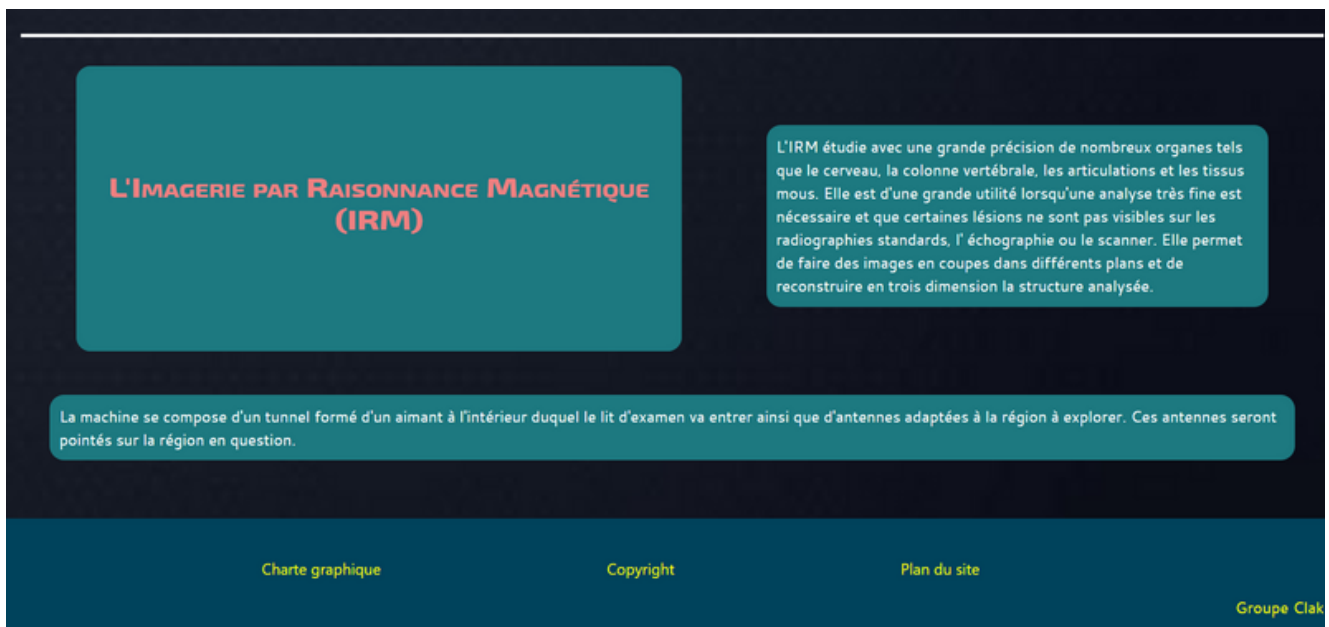 L'Imagerie par Raisonnance Magnétique
(IRM)
L'IRM étudie avec une grande précision de nombreux organes tels
que le cerveau, la colonne vertébrale, les articulations et les tissus
mous. Elle est d'une grande utilité lorsqu'une analyse très fine est
nécessaire et que certaines lésions ne sont pas visibles sur les
radiographies standards, l' échographie ou le scanner. Elle permet
de faire des images en coupes dans différents plans et de
reconstruire en trois dimension la structure analysée.
La machine se compose d'un tunnel formé d'un aimant à l'intérieur duquel le lit d'examen va entrer ainsi que d'antennes adaptées à la région à explorer. Ces antennes seront
pointés sur la région en question.
Charte graphique Copyright Plan du site
Groupe Clak